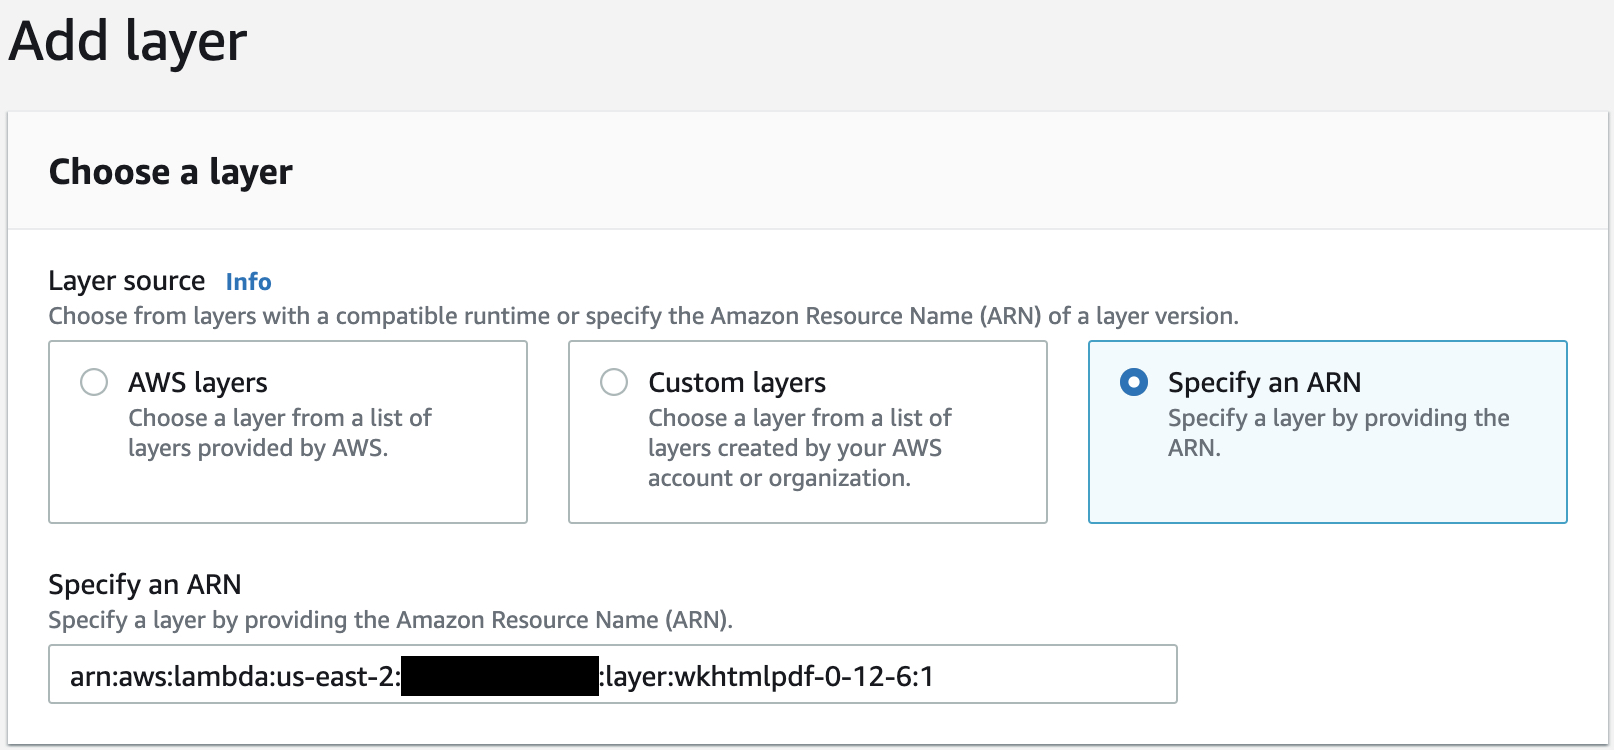 Add layer
Choose a layer
Layer source Info
Choose from layers with a compatible runtime or specify the Amazon Resource Name (ARN) of a layer version.
AWS layers
Choose a layer from a list of
layers provided by AWS.
Custom layers
Choose a layer from a list of
layers created by your AWS
account or organization.
Specify an ARN
Specify a layer by providing the
ARN.
Specify an ARN
Specify a layer by providing the Amazon Resource Name (ARN).
arn:aws:lambda:us-east-2: :layer:wkhtmlpdf-0-12-6:1